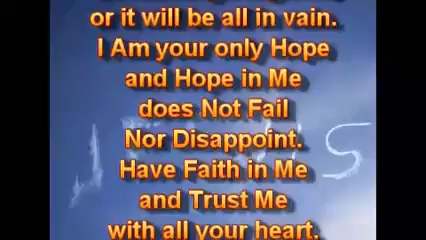 or it will be all in vain.
I Am your only Hope
and Hope in Me
does Not Fail
Nor Disappoint.
Have Faith in Me
and Trust Me
with all your heart.